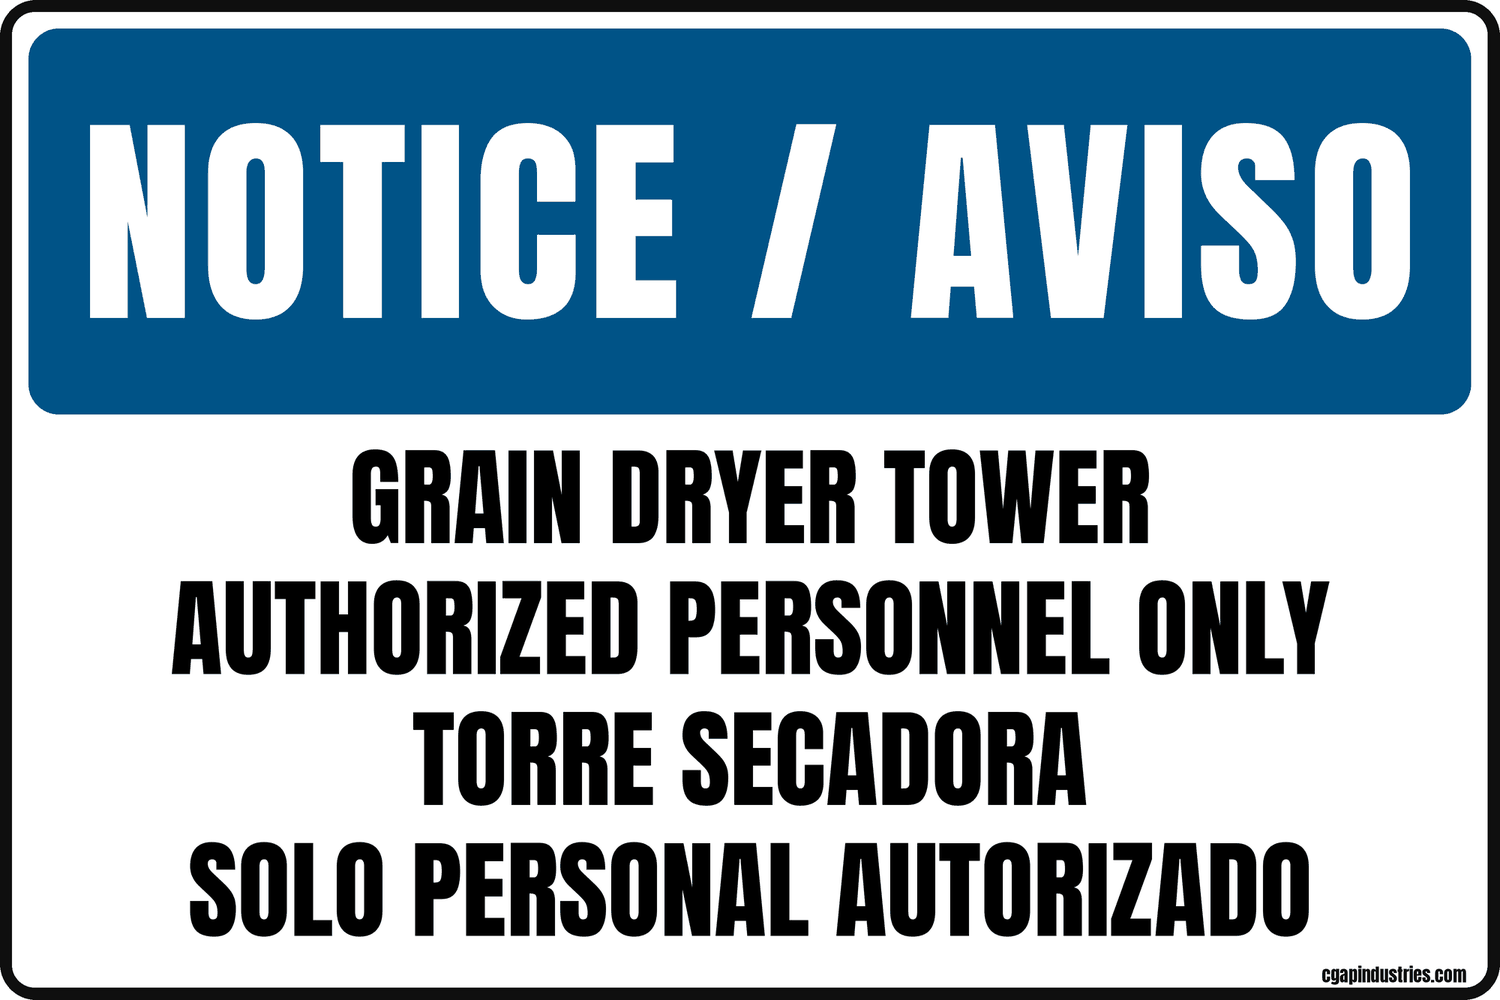 NOTICE / AVISO
GRAIN DRYER TOWER
AUTHORIZED PERSONNEL ONLY
TORRE SECADORA
SOLO PERSONAL AUTORIZADO
cgapindustries.com